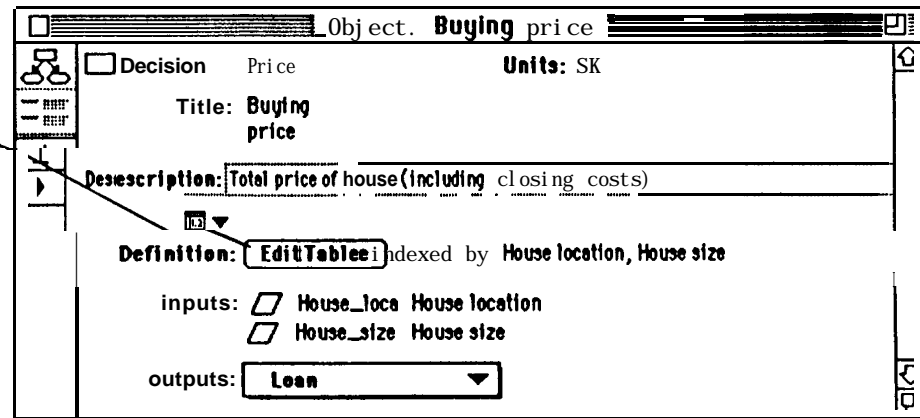 Object. Buying price
Decision Price Units: SK
Title: Buying
price
Desescription: Total price of house (including closing costs)
Definition: EditTablee indexed by House location, House size
inputs: House_loca House location
House_size House size
outputs: Loan